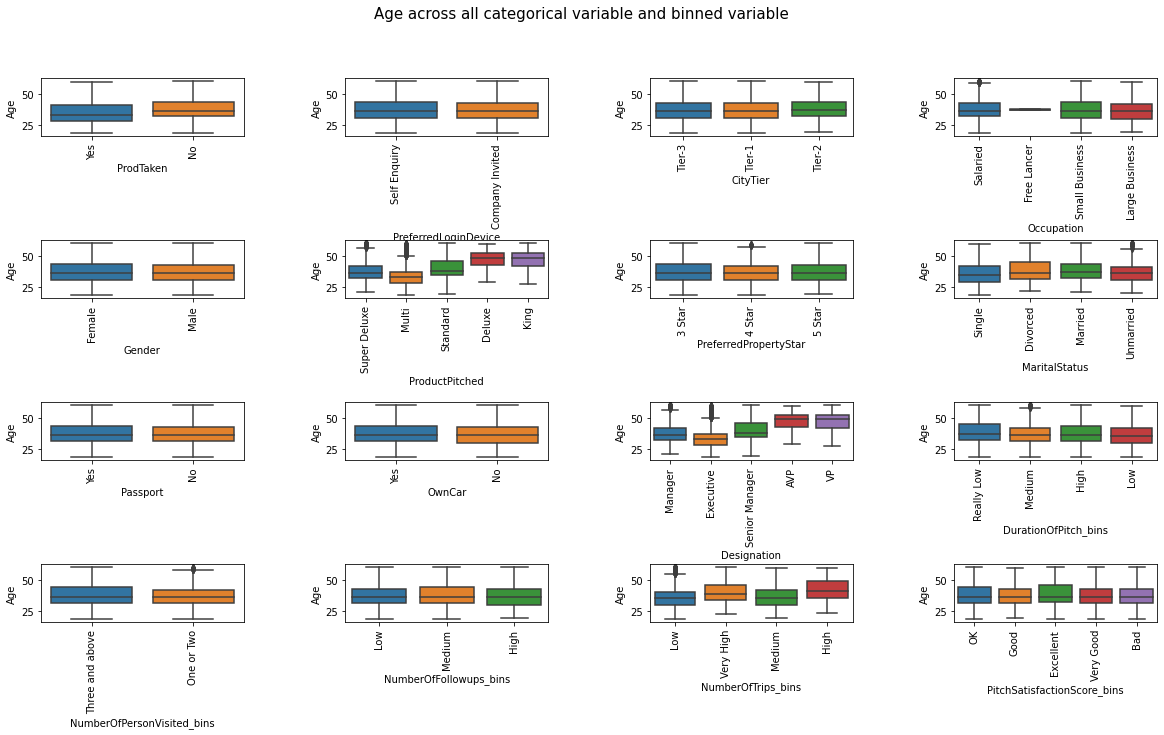 Age across all categorical variable and binned variable
Age
50
25
Yes
No
ProdTaken
Age
50
25
Self Enquiry
Company Invited
PreferredLoginDevice
Age
50
25
Tier-3
Tier-1
Tier-2
CityTier
Age
50
25
Salaried
Free Lancer
Small Business
Large Business
Occupation
Age
50
25
Female
Male
Gender
Age
50
25
Super Deluxe
Multi
Standard
Deluxe
King
ProductPitched
Age
50
25
3 Star
4 Star
5 Star
PreferredPropertyStar
Age
50
25
Single
Divorced
Married
Unmarried
MaritalStatus
Age
50
25
Yes
No
Passport
Age
50
25
Yes
No
OwnCar
Age
50
25
Manager
Executive
Senior Manager
AVP
VP
Designation
Age
50
25
Really Low
Medium
High
Low
DurationOfPitch_bins
Age
50
25
Three and above
One or Two
NumberOfPersonVisited_bins
Age
50
25
Low
Medium
High
NumberOfFollowups_bins
Age
50
25
Low
Very High
Medium
High
NumberOfTrips_bins
Age
50
25
OK
Good
Excellent
Very Good
Bad
PitchSatisfactionScore_bins